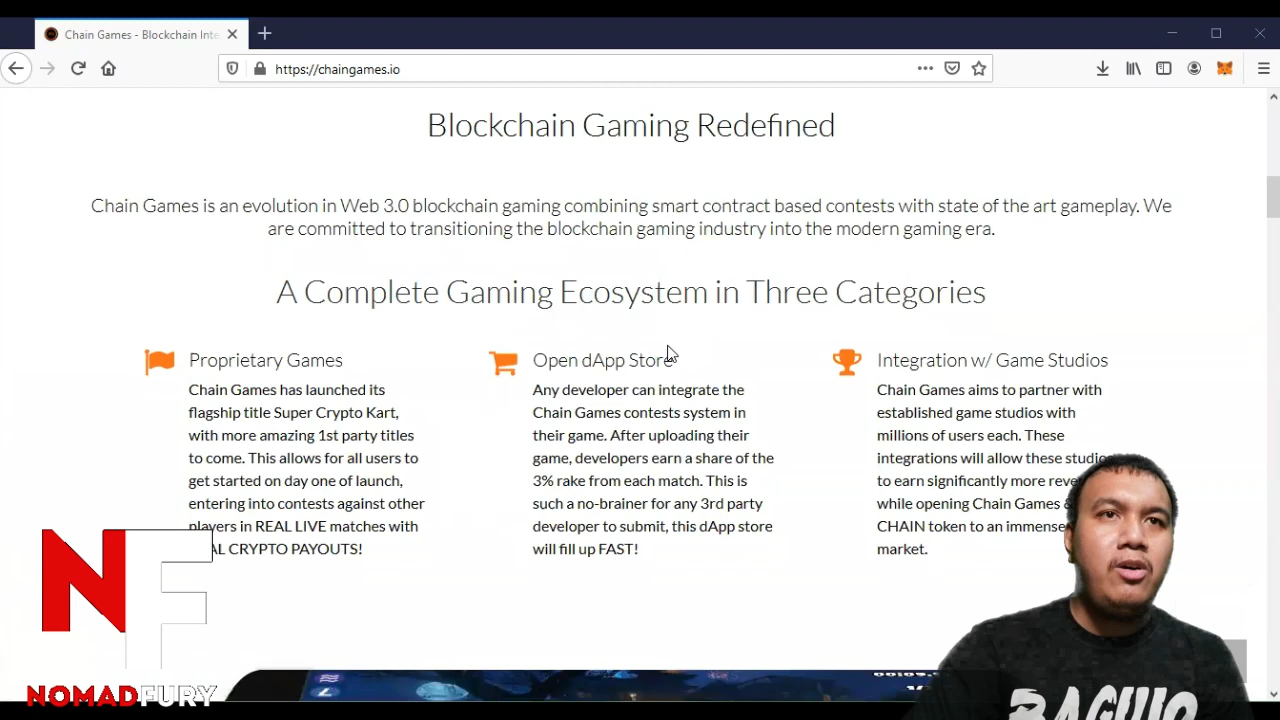 Chain Games - Blockchain Inte
https://chaingames.io
Blockchain Gaming Redefined
Chain Games is an evolution in Web 3.0 blockchain gaming combining smart contract based contests with state of the art gameplay. We
are committed to transitioning the blockchain gaming industry into the modern gaming era.
A Complete Gaming Ecosystem in Three Categories
Proprietary Games
Chain Games has launched its
flagship title Super Crypto Kart,
with more amazing 1st party titles
to come. This allows for all users to
get started on day one of launch,
entering into contests against other
players in REAL LIVE matches with
AL CRYPTO PAYOUTS!
Open dApp Store
Any developer can integrate the
Chain Games contests system in
their game. After uploading their
game, developers earn a share of the
3% rake from each match. This is
such a no-brainer for any 3rd party
developer to submit, this dApp store
will fill up FAST!
Integration w/ Game Studios
Chain Games aims to partner with
established game studios with
millions of users each. These
integrations will allow these studios
to earn significantly more reve
while opening Chain Games
CHAIN token to an immense
market.
NF
NOMADFURY
BAGUIO